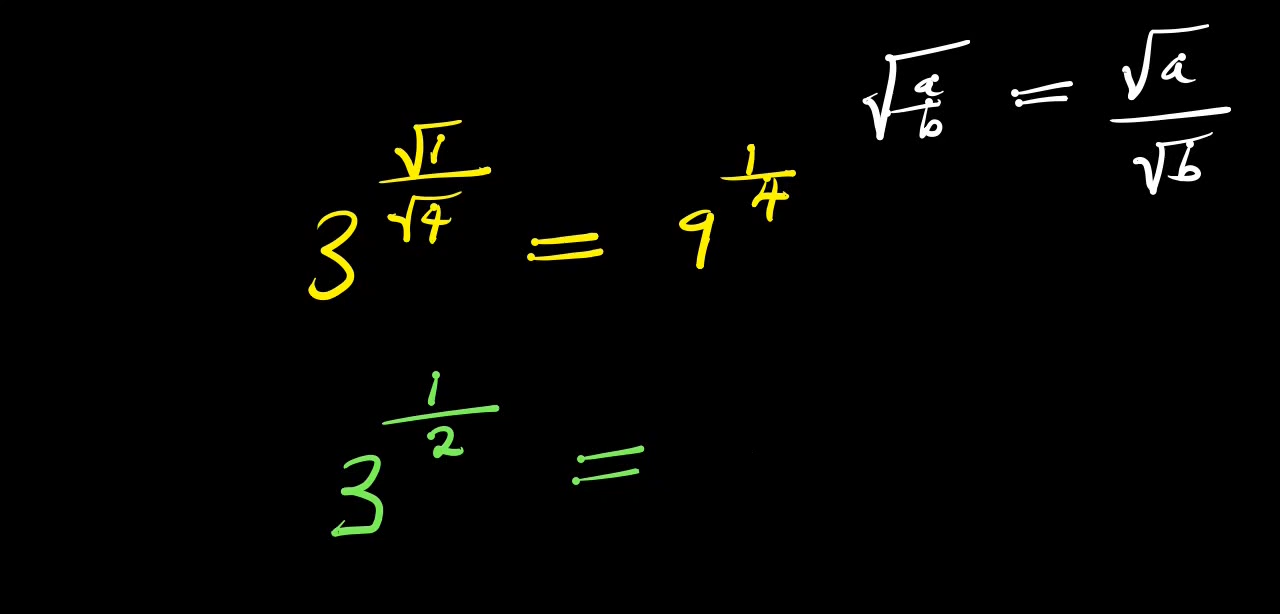 √(a/b) = √a/√b
3^(√1/√4) = 9^(1/4)
3^(1/2) =